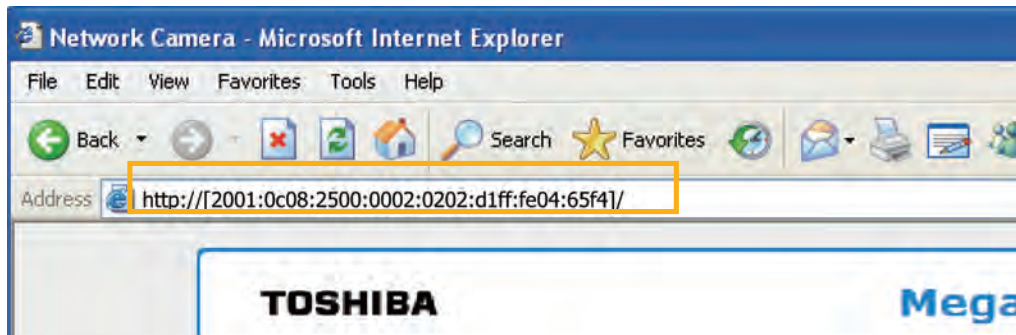 Network Camera - Microsoft Internet Explorer
File Edit View Favorites Tools Help
Back Search Favorites
Address http://[2001:0c08:2500:0002:0202:d1ff:fe04:65f4]/
TOSHIBA Mega